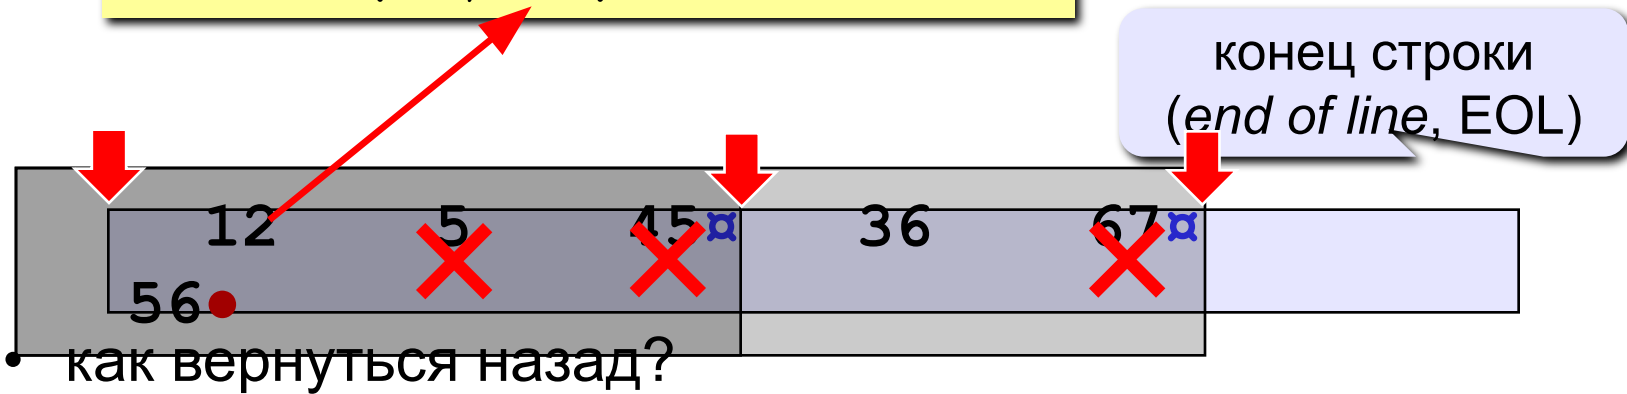 конец строки
(end of line, EOL)
12 5 45¤ 36 67¤
56
• как вернуться назад?